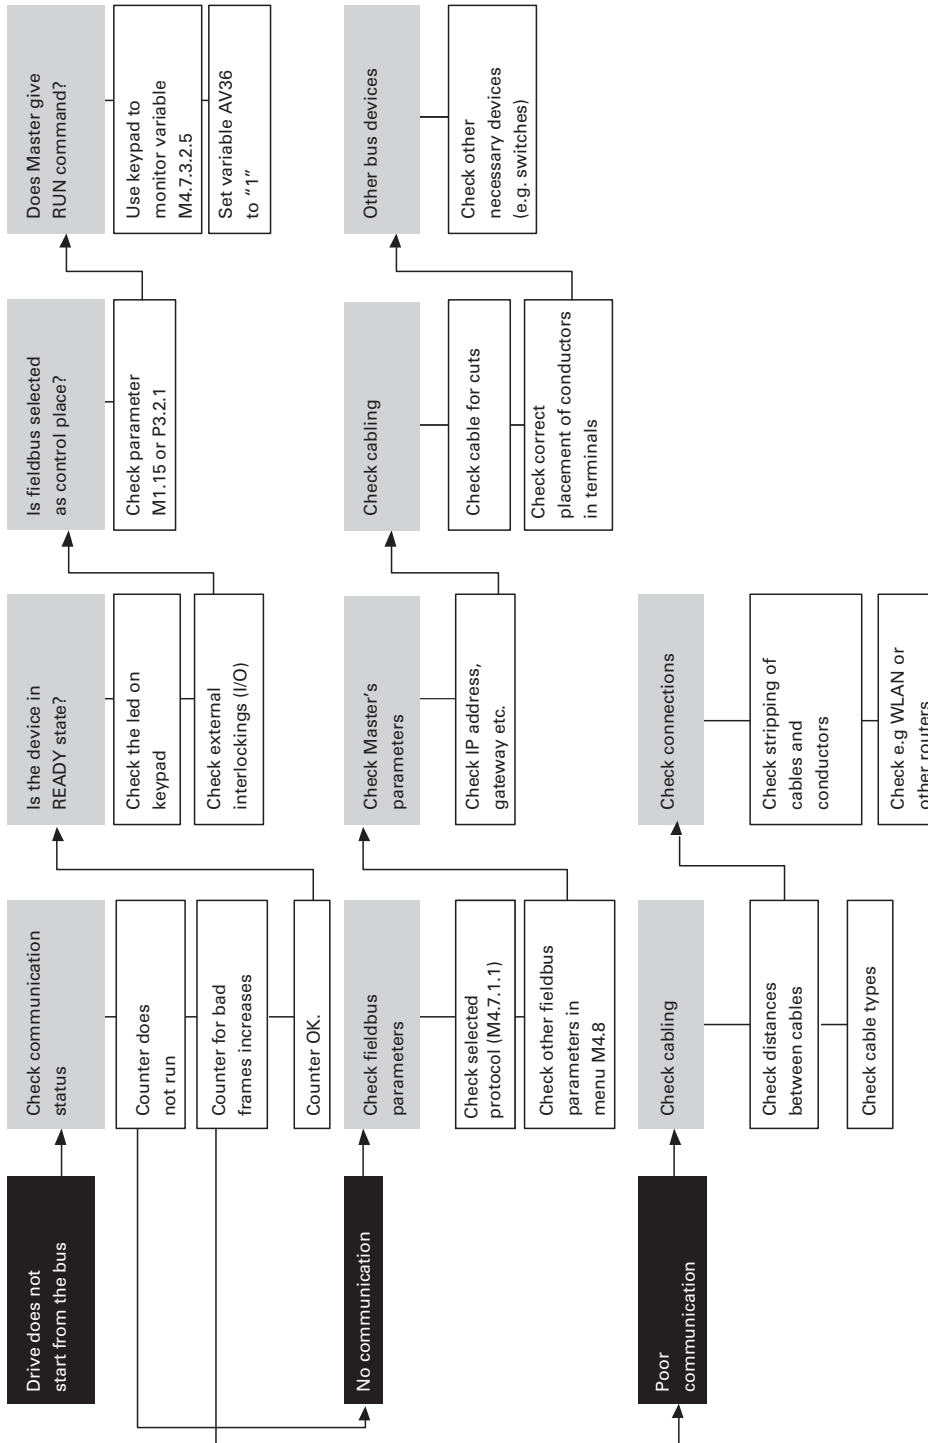 Drive does not
start from the bus
Check communication
status
Counter does
not run
Counter for bad
frames increases
Counter OK.
Is the device in
READY state?
Check the led on
keypad
Check external
interlockings (I/O)
Is fieldbus selected
as control place?
Check parameter
M1.15 or P3.2.1
Does Master give
RUN command?
Use keypad to
monitor variable
M4.7.3.2.5
Set variable AV36
to “1”
No communication
Check fieldbus
parameters
Check selected
protocol (M4.7.1.1)
Check other fieldbus
parameters in
menu M4.8
Check Master’s
parameters
Check IP address,
gateway etc.
Check cabling
Check cable for cuts
Check correct
placement of conductors
in terminals
Other bus devices
Check other
necessary devices
(e.g. switches)
Poor
communication
Check cabling
Check distances
between cables
Check cable types
Check connections
Check stripping of
cables and
conductors
Check e.g WLAN or
other routers